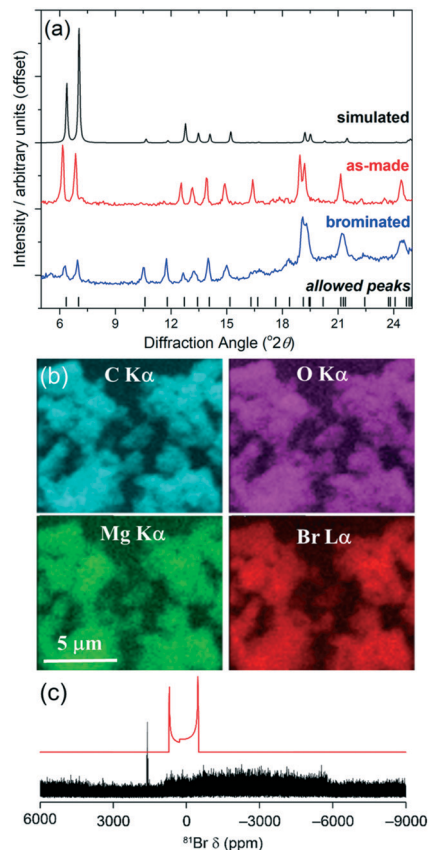 (a)
Intensity / arbitrary units (offset)
simulated
as-made
brominated
allowed peaks
6 9 12 15 18 21 24
Diffraction Angle (°2θ)
(b)
C Kα
O Kα
Mg Kα
Br Lα
5 μm
(c)
6000 3000 0 −3000 −6000 −9000
⁸¹Br δ (ppm)